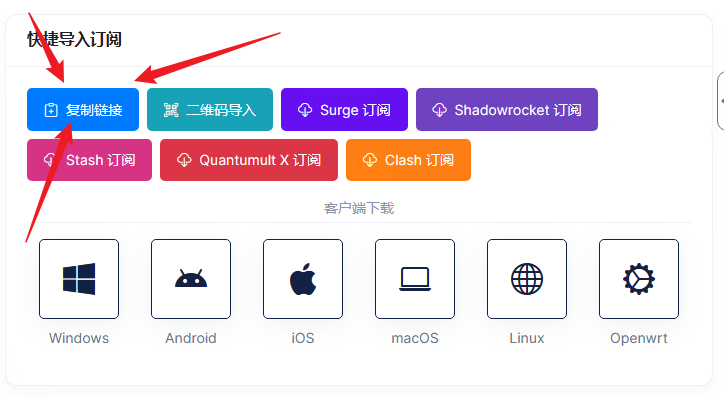 快捷导入订阅
复制链接 二维码导入 Surge 订阅 Shadowrocket 订阅
Stash 订阅 Quantumult X 订阅 Clash 订阅
客户端下载
Windows Android iOS macOS Linux Openwrt